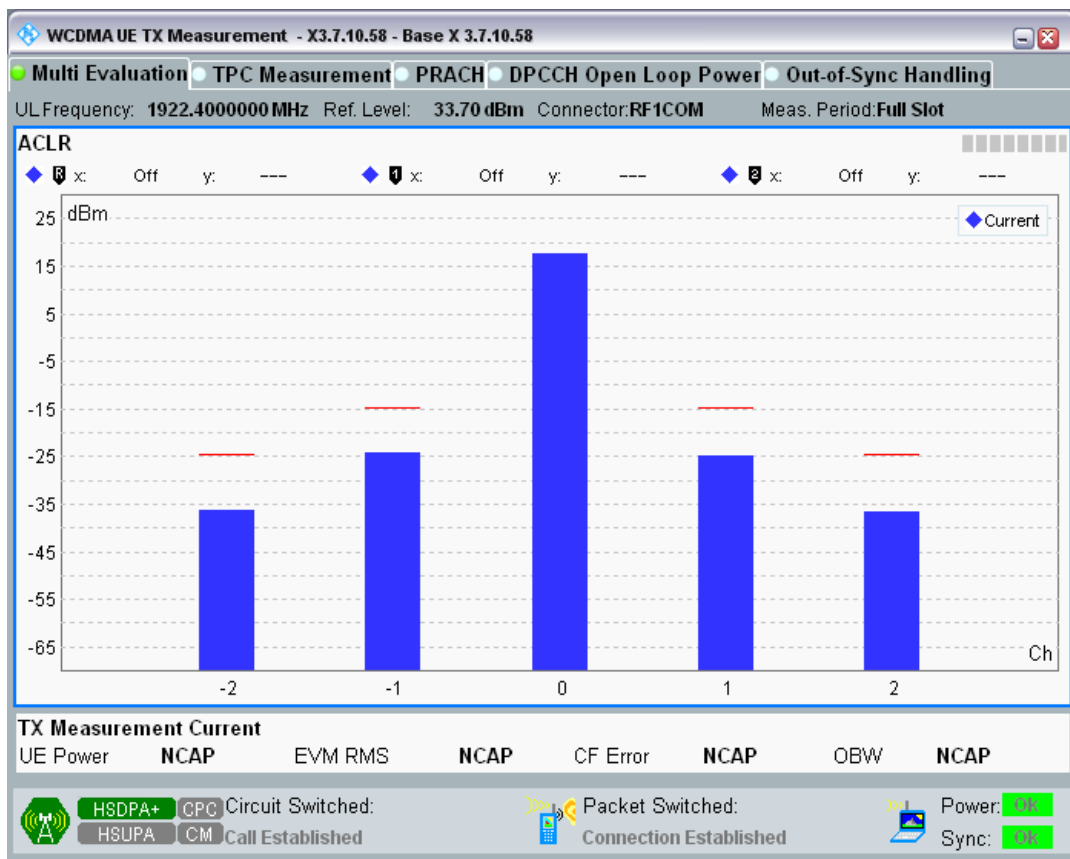 WCDMA UE TX Measurement - X3.7.10.58 - Base X 3.7.10.58
Multi Evaluation TPC Measurement PRACH DPCCH Open Loop Power Out-of-Sync Handling
UL Frequency: 1922.4000000 MHz Ref. Level: 33.70 dBm Connector:RF1COM Meas. Period:Full Slot
ACLR
R x: Off y: --- 1 x: Off y: --- 2 x: Off y: ---
dBm
Current
25
15
5
-5
-15
-25
-35
-45
-55
-65
Ch
-2 -1 0 1 2
TX Measurement Current
UE Power NCAP EVM RMS NCAP CF Error NCAP OBW NCAP
HSDPA+ CPC Circuit Switched: Packet Switched: Power: OK
HSUPA CM Call Established Connection Established Sync: OK